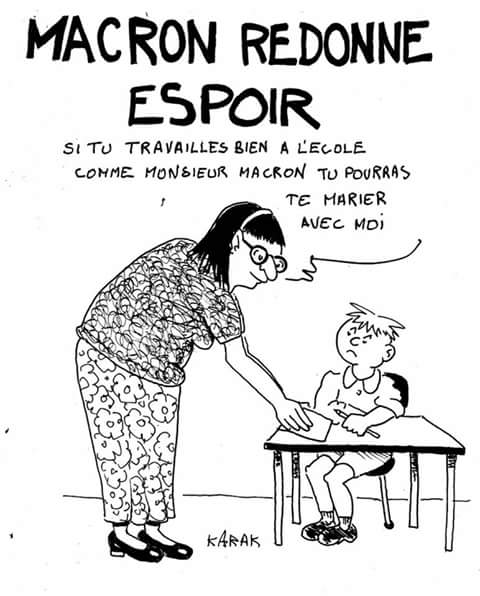 MACRON REDONNE
ESPOIR
SI TU TRAVAILLES BIEN A L'ECOLE
COMME MONSIEUR MACRON TU POURRAS
TE MARIER
AVEC MOi
KARAK